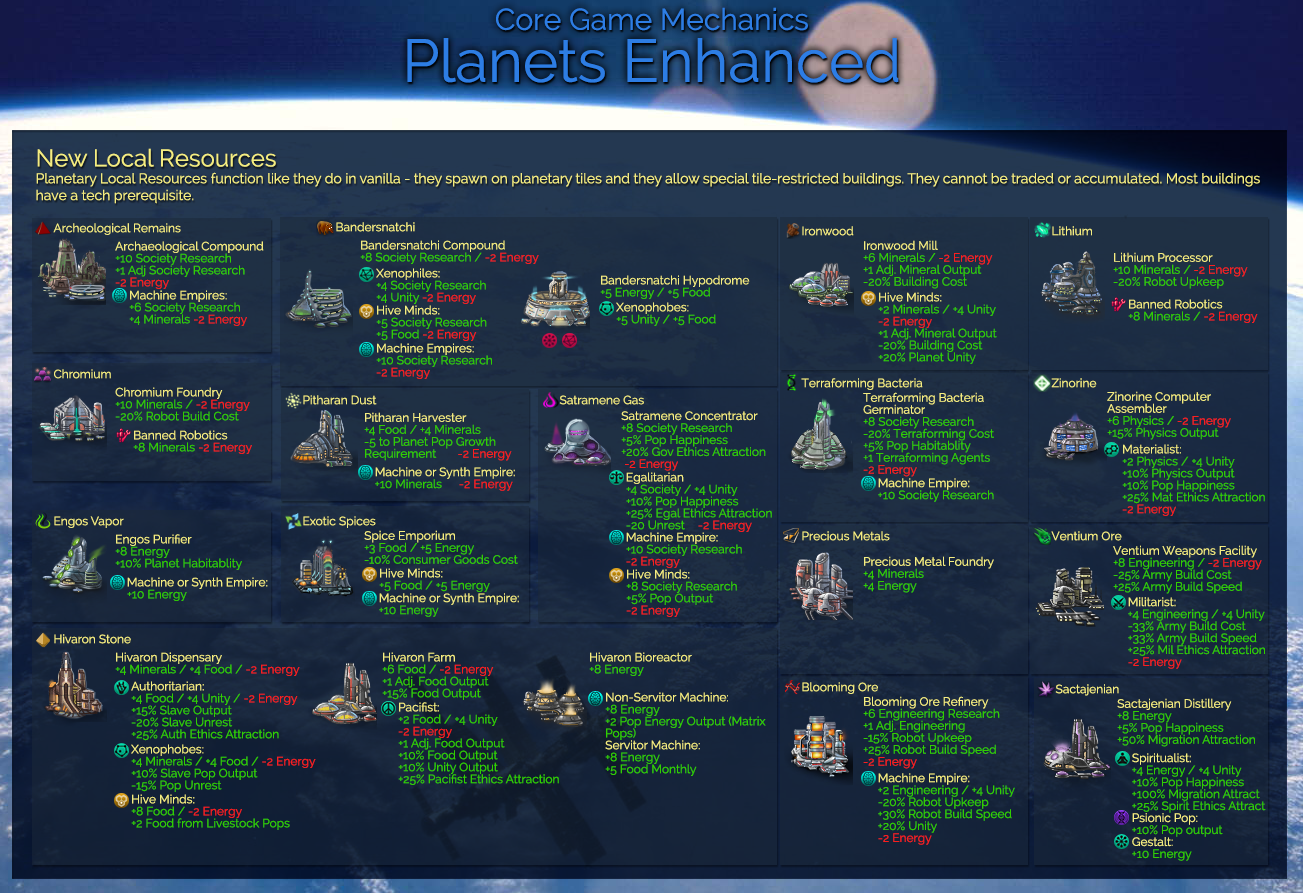 Core Game Mechanics
Planets Enhanced
New Local Resources
Planetary Local Resources function like they do in vanilla - they spawn on planetary tiles and they allow special tile-restricted buildings. They cannot be traded or accumulated. Most buildings
have a tech prerequisite.
Archeological Remains
Archaeological Compound
+10 Society Research
+1 Adj Society Research
-2 Energy
Machine Empires:
+6 Society Research
+4 Minerals -2 Energy
Bandersnatchi
Bandersnatchi Compound
+8 Society Research / -2 Energy
Xenophiles:
+4 Society Research
+4 Unity -2 Energy
Hive Minds:
+5 Society Research
+5 Food -2 Energy
Machine Empires:
+10 Society Research
-2 Energy
Bandersnatchi Hypodrome
+5 Energy / +5 Food
Xenophobes:
+5 Unity / +5 Food
Ironwood
Ironwood Mill
+6 Minerals / -2 Energy
+1 Adj. Mineral Output
-20% Building Cost
Hive Minds:
+2 Minerals / +4 Unity
-2 Energy
+1 Adj. Mineral Output
-20% Building Cost
+20% Planet Unity
Lithium
Lithium Processor
+10 Minerals / -2 Energy
-20% Robot Upkeep
Banned Robotics
+8 Minerals / -2 Energy
Chromium
Chromium Foundry
+10 Minerals / -2 Energy
-20% Robot Build Cost
Banned Robotics
+8 Minerals -2 Energy
Pitharan Dust
Pitharan Harvester
+4 Food / +4 Minerals
-5 to Planet Pop Growth
Requirement -2 Energy
Machine or Synth Empire:
+10 Minerals -2 Energy
Satramene Gas
Satramene Concentrator
+8 Society Research
+5% Pop Happiness
+20% Gov Ethics Attraction
-2 Energy
Egalitarian
+4 Society / +4 Unity
+10% Pop Happiness
+25% Egal Ethics Attraction
-20 Unrest -2 Energy
Machine Empire:
+10 Society Research
-2 Energy
Hive Minds:
+8 Society Research
+5% Pop Output
-2 Energy
Terraforming Bacteria
Terraforming Bacteria
Germinator
+8 Society Research
-20% Terraforming Cost
+5% Pop Habitablity
+1 Terraforming Agents
-2 Energy
Machine Empire:
+10 Society Research
Zinorine
Zinorine Computer
Assembler
+6 Physics / -2 Energy
+15% Physics Output
Materialist:
+2 Physics / +4 Unity
+10% Physics Output
+10% Pop Happiness
+25% Mat Ethics Attraction
-2 Energy
Engos Vapor
Engos Purifier
+8 Energy
+10% Planet Habitablity
Machine or Synth Empire:
+10 Energy
Exotic Spices
Spice Emporium
+3 Food / +5 Energy
-10% Consumer Goods Cost
Hive Minds:
+5 Food / +5 Energy
Machine or Synth Empire:
+10 Energy
Precious Metals
Precious Metal Foundry
+4 Minerals
+4 Energy
Ventium Ore
Ventium Weapons Facility
+8 Engineering / -2 Energy
-25% Army Build Cost
+25% Army Build Speed
Militarist:
+4 Engineering / +4 Unity
-33% Army Build Cost
+33% Army Build Speed
+25% Mil Ethics Attraction
-2 Energy
Hivaron Stone
Hivaron Dispensary
+4 Minerals / +4 Food / -2 Energy
Authoritarian:
+4 Food / +4 Unity / -2 Energy
+15% Slave Output
-20% Slave Unrest
+25% Auth Ethics Attraction
Xenophobes:
+4 Minerals / +4 Food / -2 Energy
+10% Slave Pop Output
-15% Pop Unrest
Hive Minds:
+8 Food / -2 Energy
+2 Food from Livestock Pops
Hivaron Farm
+6 Food / -2 Energy
+1 Adj. Food Output
+15% Food Output
Pacifist:
+2 Food / +4 Unity
-2 Energy
+1 Adj. Food Output
+10% Food Output
+10% Unity Output
+25% Pacifist Ethics Attraction
Hivaron Bioreactor
+8 Energy
Non-Servitor Machine:
+8 Energy
+2 Pop Energy Output (Matrix
Pops)
Servitor Machine:
+8 Energy
+5 Food Monthly
Blooming Ore
Blooming Ore Refinery
+6 Engineering Research
+1 Adj. Engineering
-15% Robot Upkeep
+25% Robot Build Speed
-2 Energy
Machine Empire:
+2 Engineering / +4 Unity
-20% Robot Upkeep
+30% Robot Build Speed
+20% Unity
-2 Energy
Sactajenian
Sactajenian Distillery
+8 Energy
+5% Pop Happiness
+50% Migration Attraction
Spiritualist:
+4 Energy / +4 Unity
+10% Pop Happiness
+100% Migration Attract
+25% Spirit Ethics Attract
Psionic Pop:
+10% Pop output
Gestalt:
+10 Energy